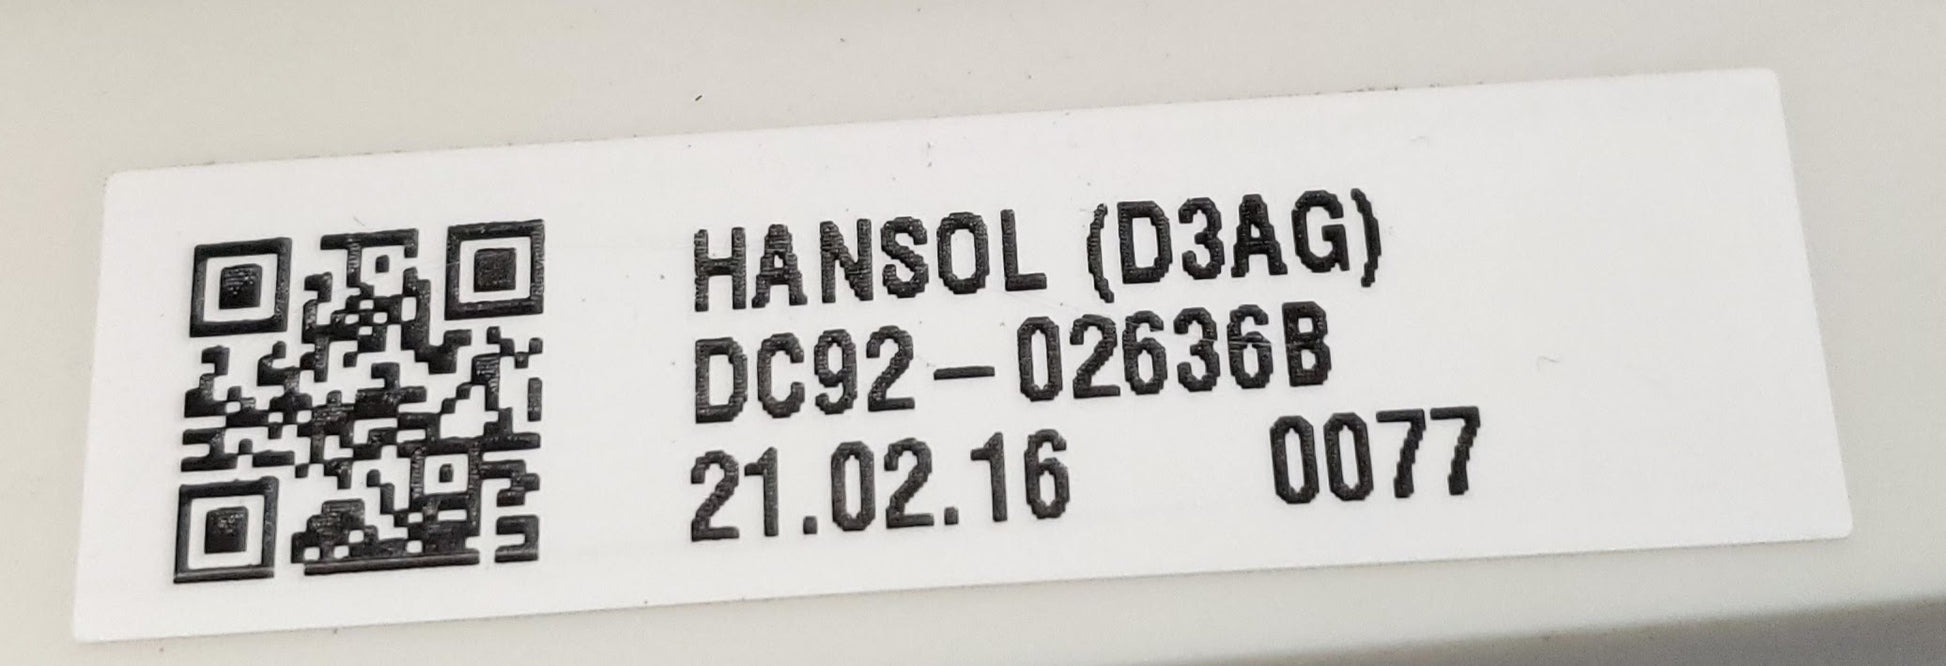 HANSOL (D3AG)
DC92-02636B
21.02.16 0077